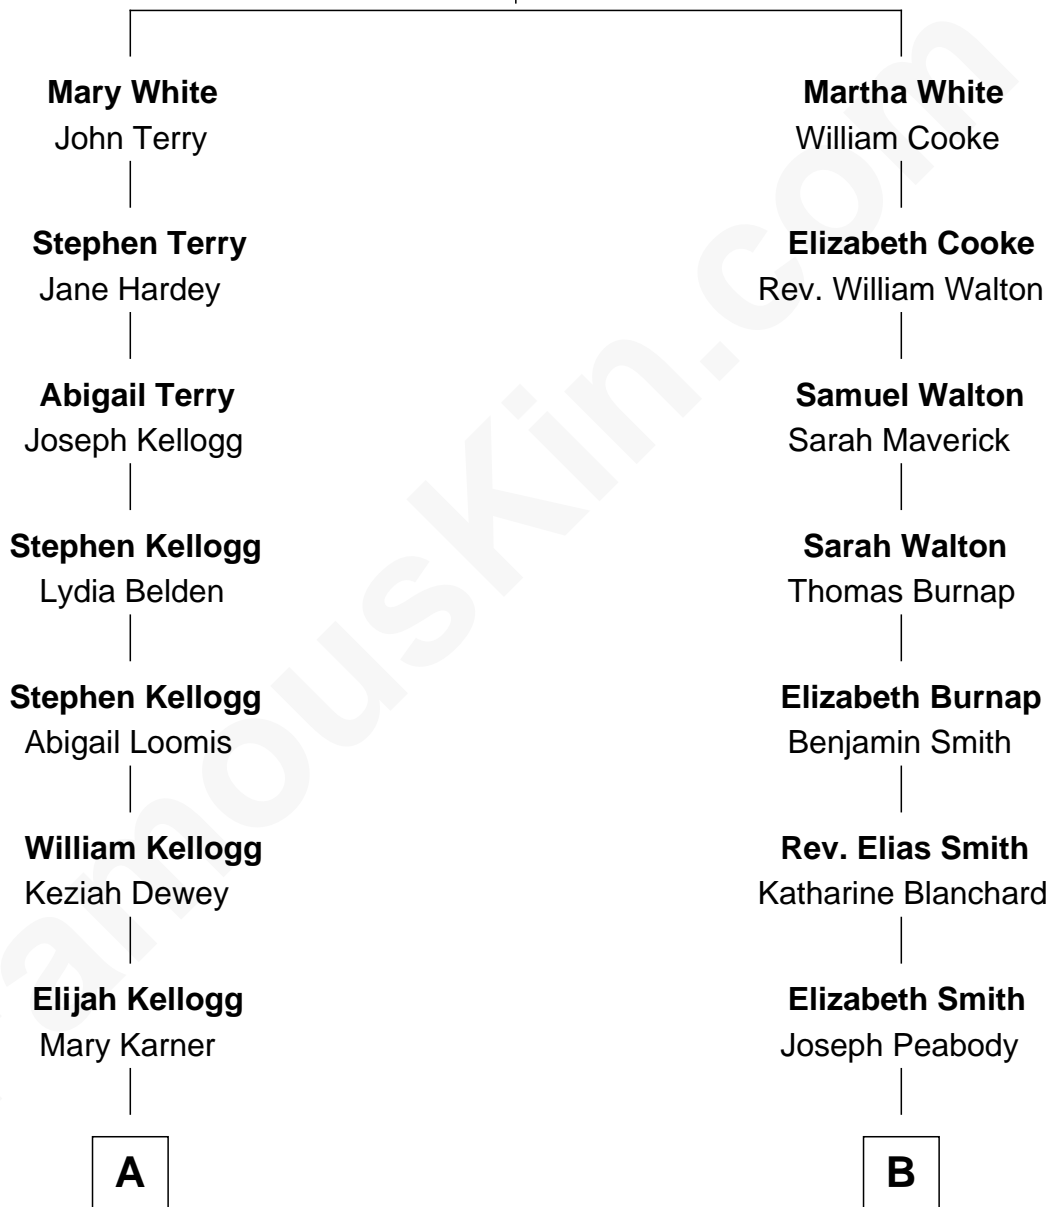 Mary White
John Terry
Stephen Terry
Jane Hardey
Abigail Terry
Joseph Kellogg
Stephen Kellogg
Lydia Belden
Stephen Kellogg
Abigail Loomis
William Kellogg
Keziah Dewey
Elijah Kellogg
Mary Karner
A
Martha White
William Cooke
Elizabeth Cooke
Rev. William Walton
Samuel Walton
Sarah Maverick
Sarah Walton
Thomas Burnap
Elizabeth Burnap
Benjamin Smith
Rev. Elias Smith
Katharine Blanchard
Elizabeth Smith
Joseph Peabody
B
amousKin.com